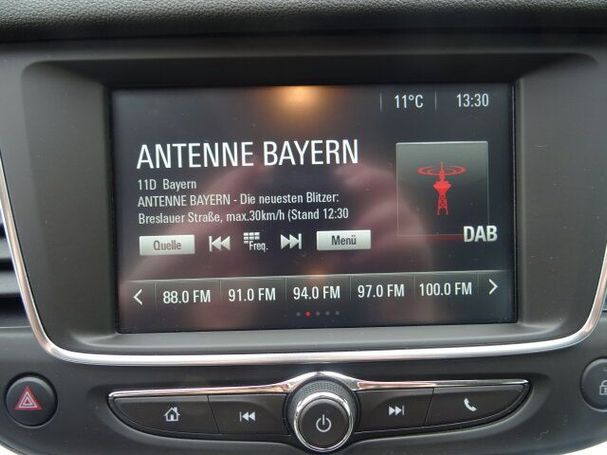 11°C 13:30
ANTENNE BAYERN
11D Bayern
ANTENNE BAYERN - Die neuesten Blitzer:
Breslauer Straße, max.30km/h (Stand 12:30
DAB
Quelle Freq. Menü
88.0 FM 91.0 FM 94.0 FM 97.0 FM 100.0 FM